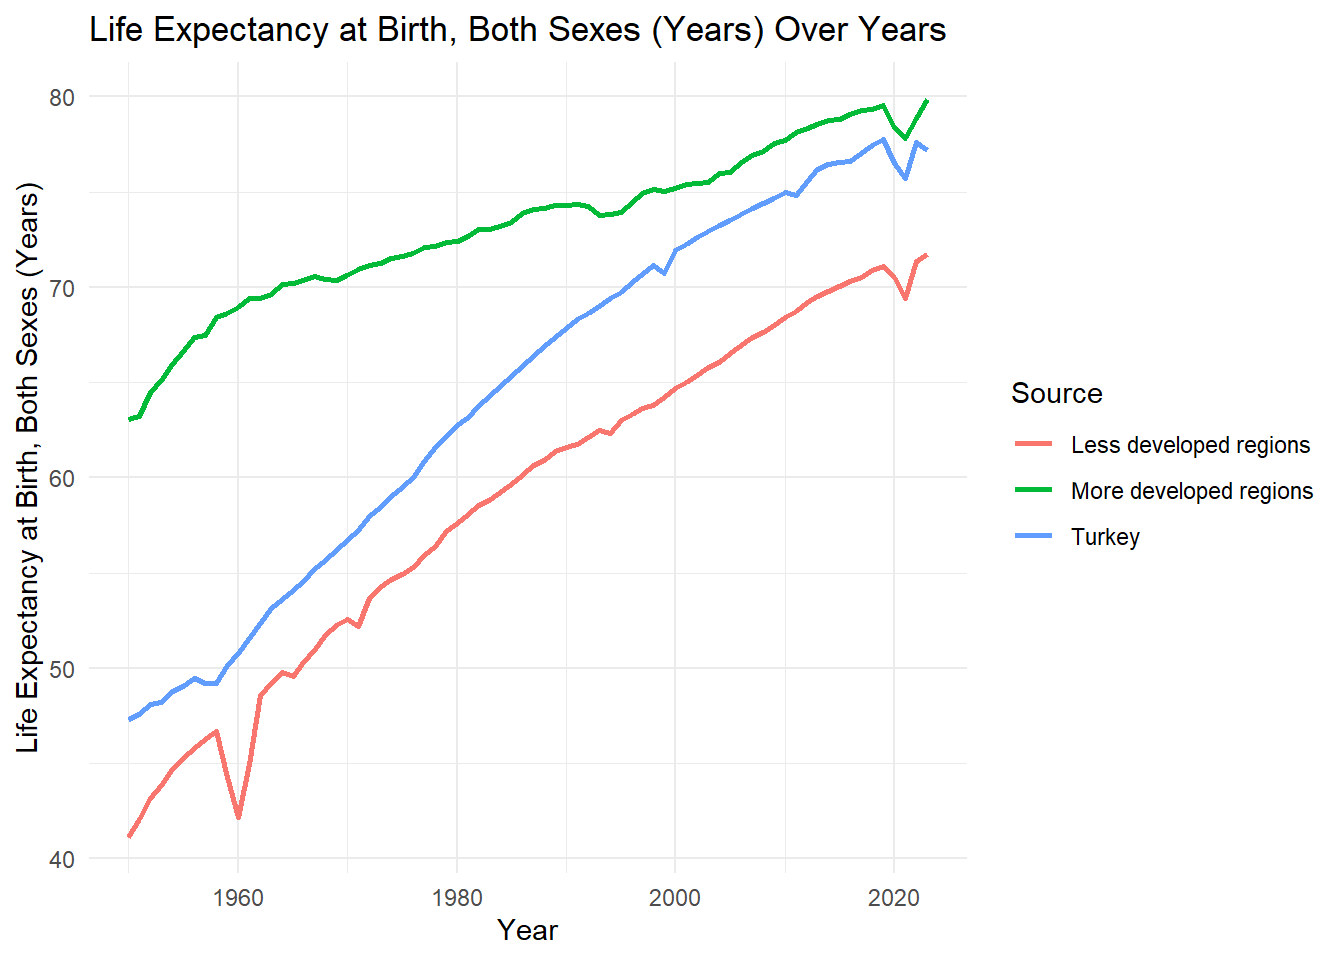 Life Expectancy at Birth, Both Sexes (Years) Over Years
Life Expectancy at Birth, Both Sexes (Years)
80
70
60
50
40
1960
1980
2000
2020
Year
Source
Less developed regions
More developed regions
Turkey